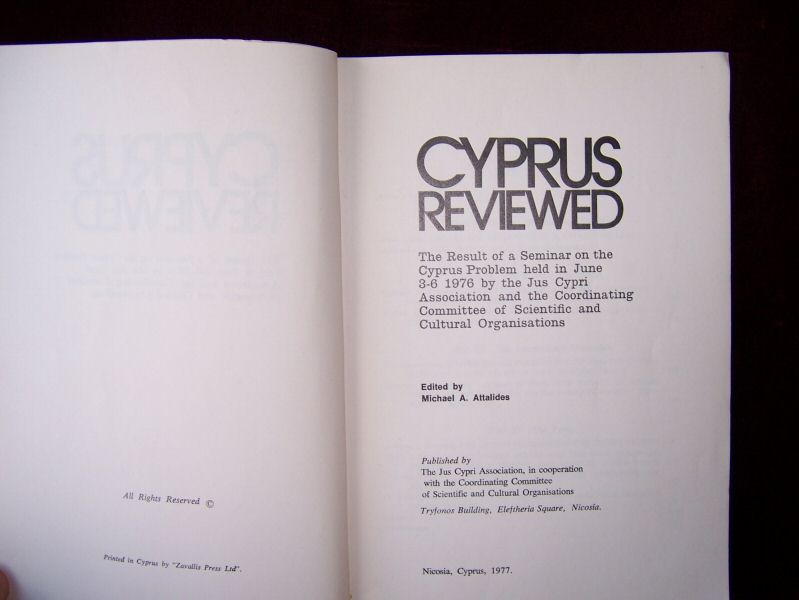 All Rights Reserved ©
Printed in Cyprus by "Zavallis Press Ltd".
CYPRUS
REVIEWED
The Result of a Seminar on the
Cyprus Problem held in June
3-6 1976 by the Jus Cypri
Association and the Coordinating
Committee of Scientific and
Cultural Organisations
Edited by
Michael A. Attalides
Published by
The Jus Cypri Association, in cooperation
with the Coordinating Committee
of Scientific and Cultural Organisations
Tryfonos Building, Eleftheria Square, Nicosia.
Nicosia, Cyprus, 1977.